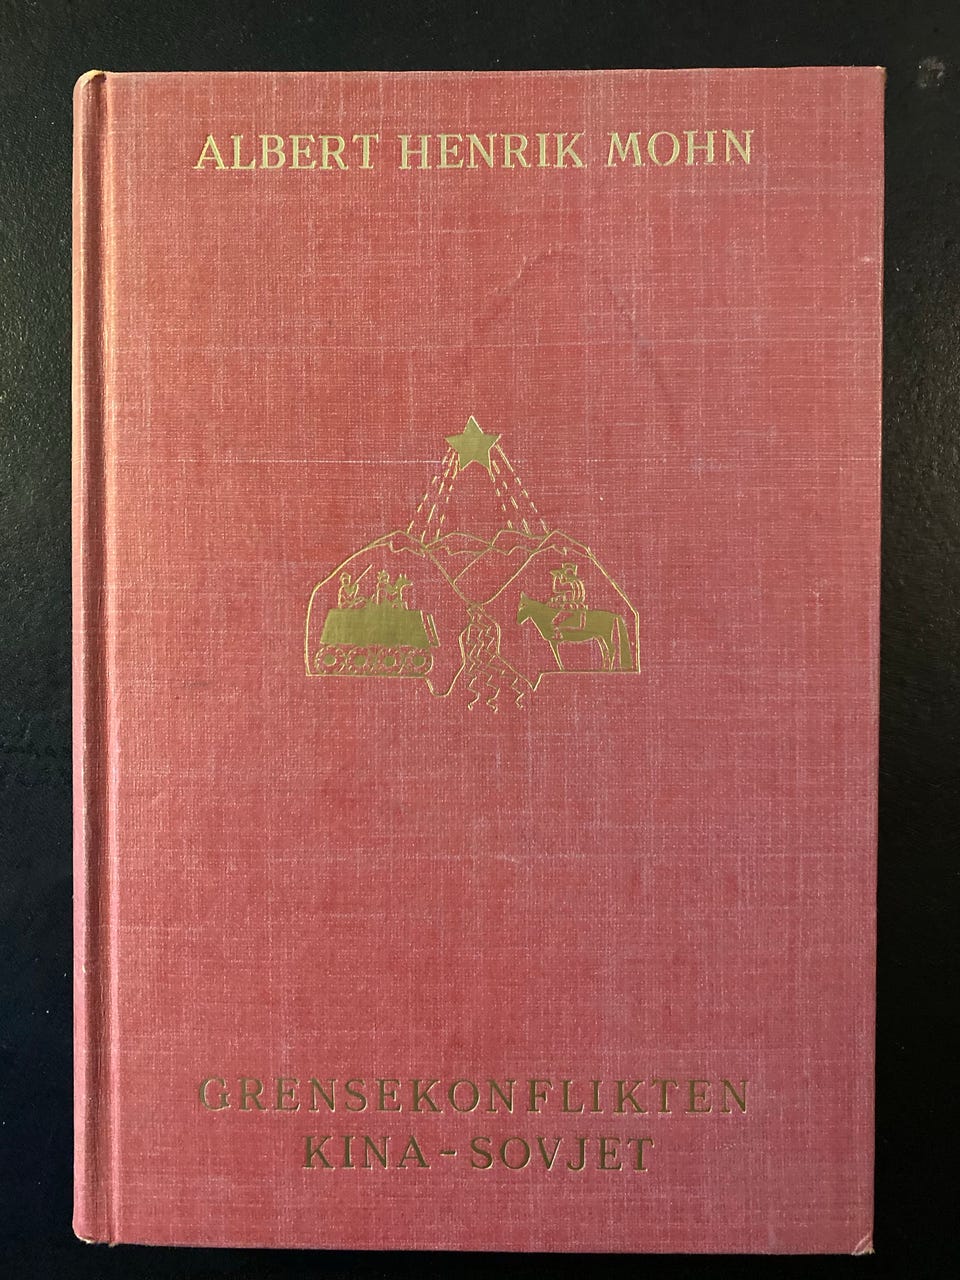 ALBERT HENRIK MOHN
GRENSEKONFLIKTEN
KINA-SOVJET